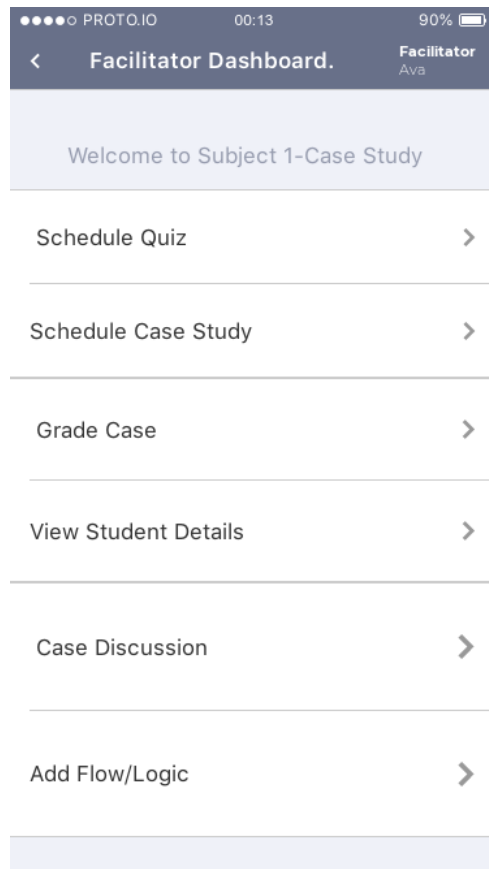 PROTO.IO 00:13 90%
Facilitator Dashboard.
Facilitator
Ava
Welcome to Subject 1-Case Study
Schedule Quiz
Schedule Case Study
Grade Case
View Student Details
Case Discussion
Add Flow/Logic